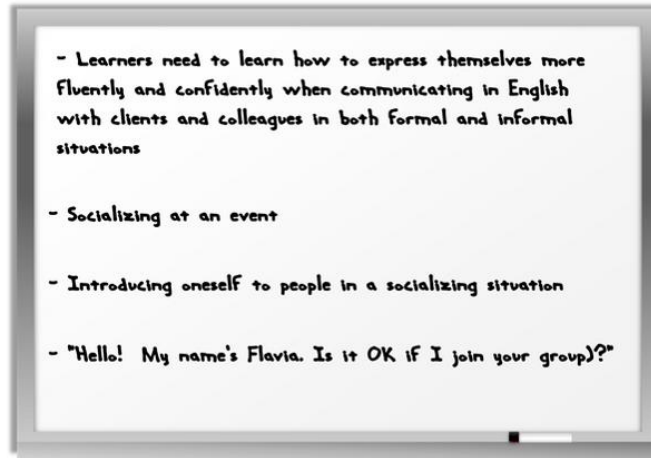 - Learners need to learn how to express themselves more
fluently and confidently when communicating in English
with clients and colleagues in both formal and informal
situations
- Socializing at an event
- Introducing oneself to people in a socializing situation
- "Hello! My name's Flavia. Is it OK if I join your group)?"